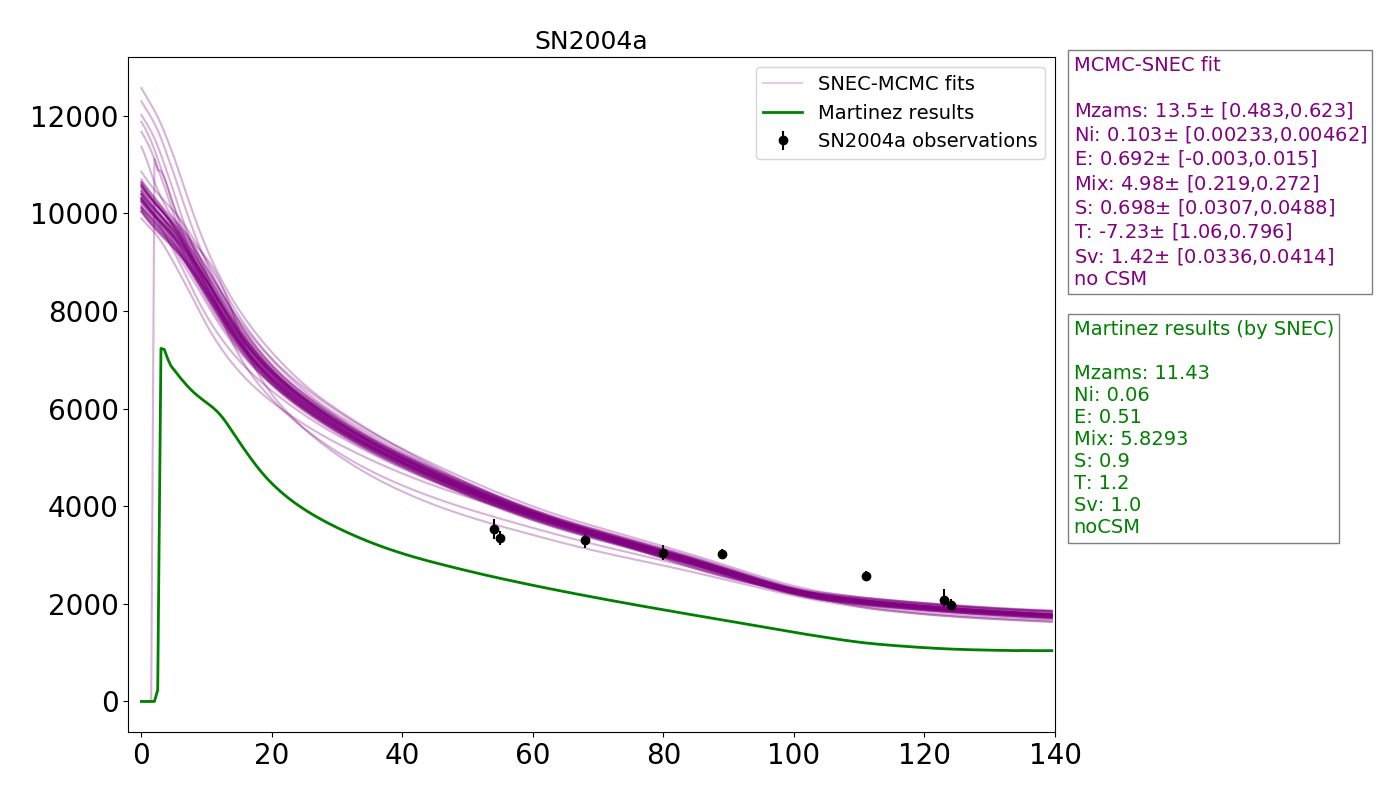 SN2004a
SNEC-MCMC fits
Martinez results
SN2004a observations
12000
10000
8000
6000
4000
2000
0
0 20 40 60 80 100 120 140
MCMC-SNEC fit
Mzams: 13.5± [0.483,0.623]
Ni: 0.103± [0.00233,0.00462]
E: 0.692± [-0.003,0.015]
Mix: 4.98± [0.219,0.272]
S: 0.698± [0.0307,0.0488]
T: -7.23± [1.06,0.796]
Sv: 1.42± [0.0336,0.0414]
no CSM
Martinez results (by SNEC)
Mzams: 11.43
Ni: 0.06
E: 0.51
Mix: 5.8293
S: 0.9
T: 1.2
Sv: 1.0
noCSM